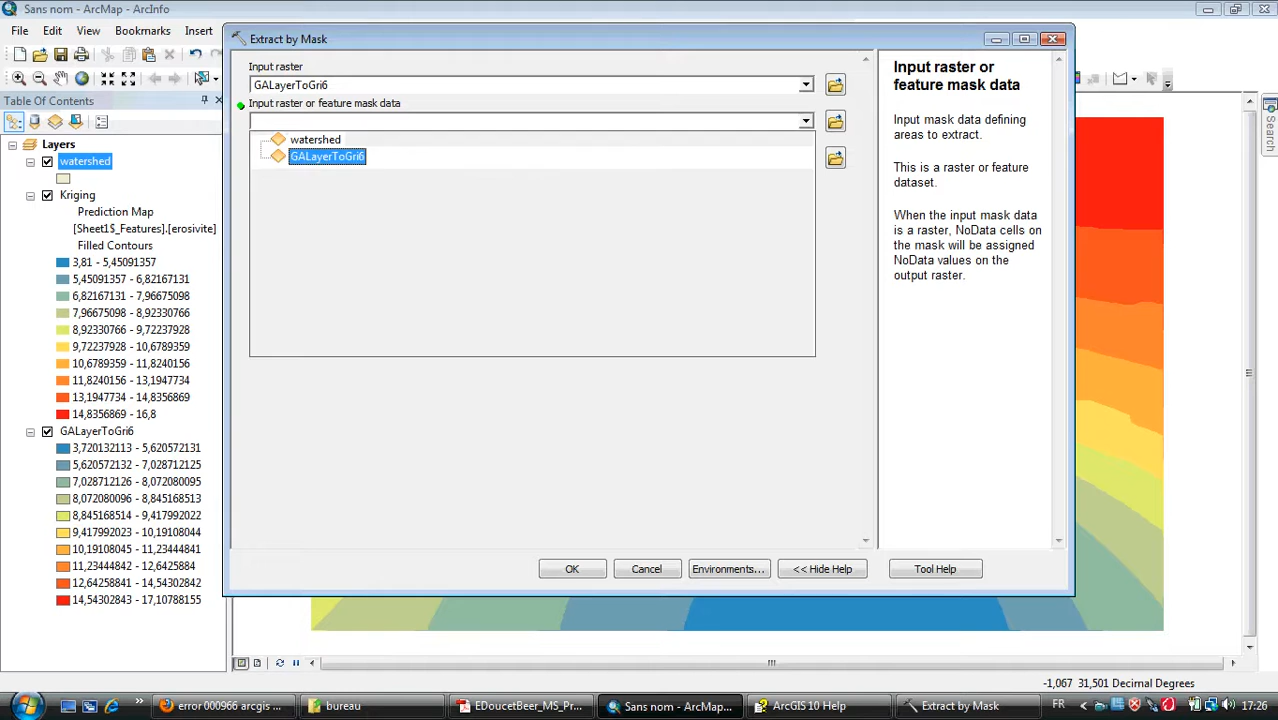 Sans nom - ArcMap - ArcInfo
File Edit View Bookmarks Insert
Table Of Contents
Layers
watershed
Kriging
Prediction Map
[Sheet1$_Features].[erosivite]
Filled Contours
3,81 - 5,45091357
5,45091357 - 6,82167131
6,82167131 - 7,96675098
7,96675098 - 8,92330766
8,92330766 - 9,72237928
9,72237928 - 10,6789359
10,6789359 - 11,8240156
11,8240156 - 13,1947734
13,1947734 - 14,8356869
14,8356869 - 16,8
GALayerToGri6
3,720132113 - 5,620572131
5,620572132 - 7,028712125
7,028712126 - 8,072080095
8,072080096 - 8,845168513
8,845168514 - 9,417992022
9,417992023 - 10,19108044
10,19108045 - 11,23444841
11,23444842 - 12,6425884
12,64258841 - 14,54302842
14,54302843 - 17,10788155
Extract by Mask
Input raster
GALayerToGri6
Input raster or feature mask data
watershed
GALayerToGri6
OK Cancel Environments... << Hide Help Tool Help
Input raster or
feature mask data
Input mask data defining
areas to extract.
This is a raster or feature
dataset.
When the input mask data
is a raster, NoData cells on
the mask will be assigned
NoData values on the
output raster.
Search
-1,067 31,501 Decimal Degrees
error 000966 arcgis ...
bureau
EDoucetBeer_MS_Pr...
Sans nom - ArcMap...
ArcGIS 10 Help
Extract by Mask
FR
17:26